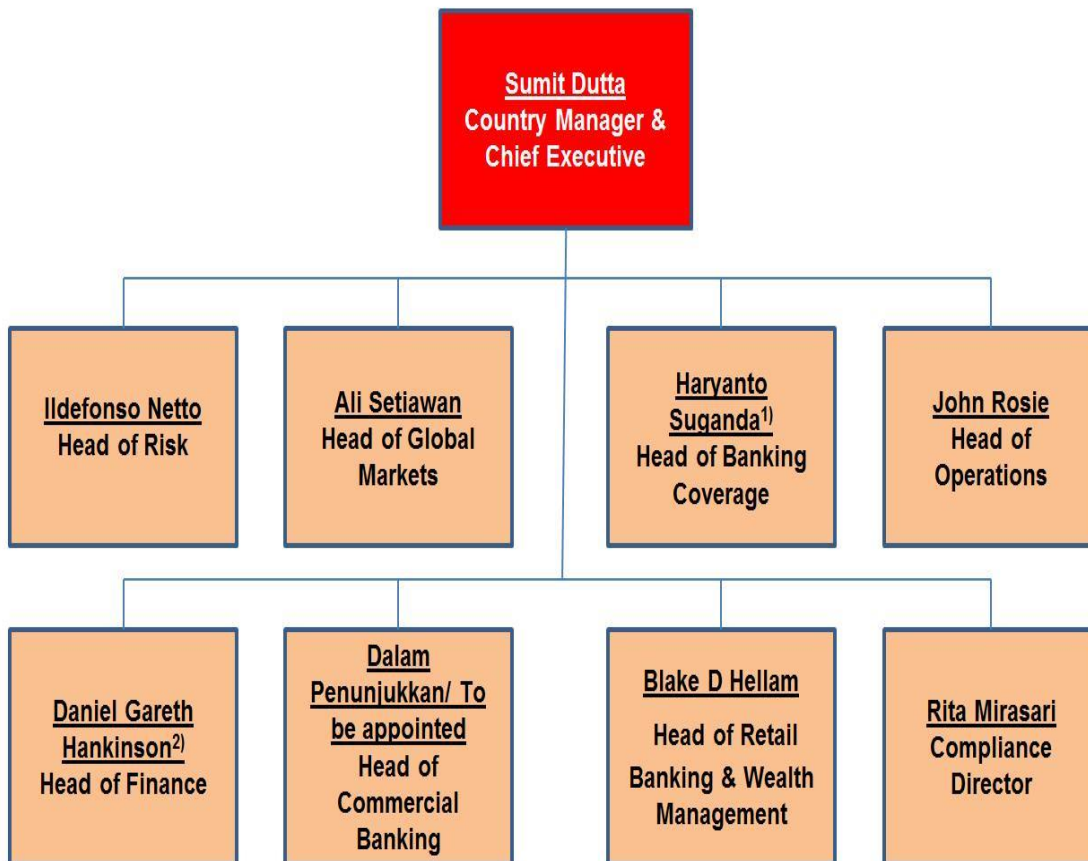 Sumit Dutta
Country Manager &
Chief Executive
Ildefonso Netto
Head of Risk
Ali Setiawan
Head of Global
Markets
Haryanto
Suganda1)
Head of Banking
Coverage
John Rosie
Head of
Operations
Daniel Gareth
Hankinson2)
Head of Finance
Dalam
Penunjukkan/ To
be appointed
Head of
Commercial
Banking
Blake D Hellam
Head of Retail
Banking & Wealth
Management
Rita Mirasari
Compliance
Director